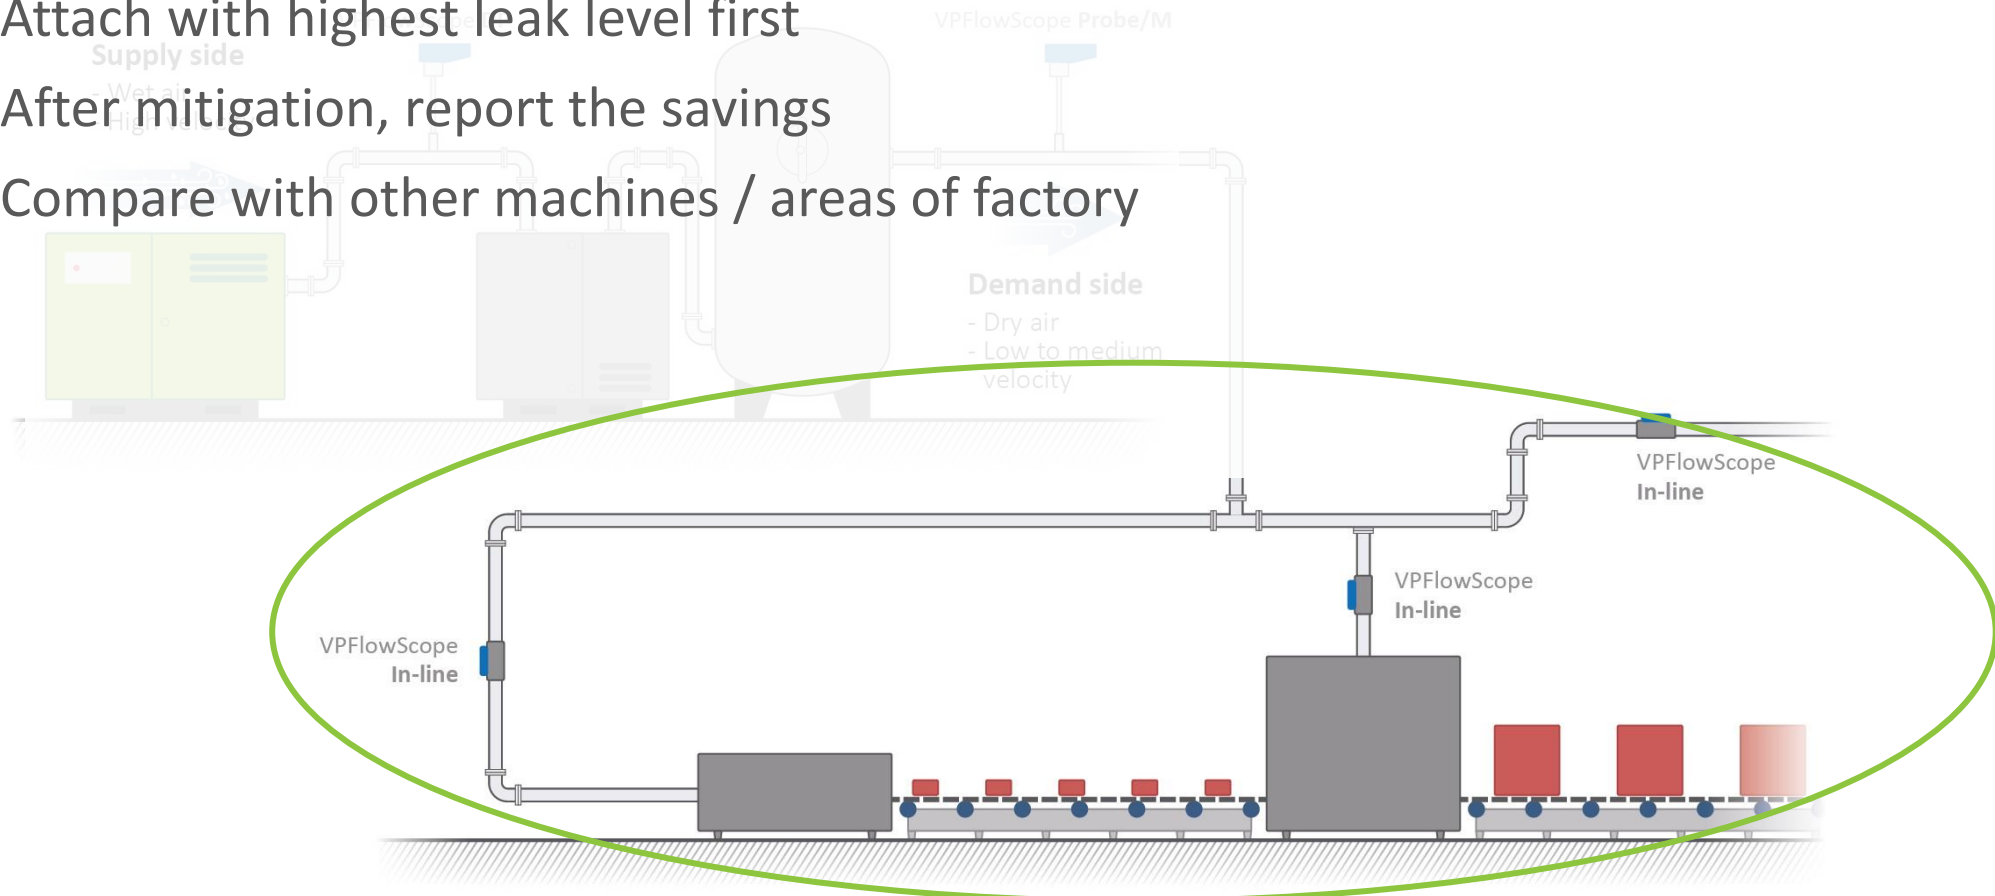 Attach with highest leak level first
After mitigation, report the savings
Compare with other machines / areas of factory
VPFlowScope Probe/M
Supply side
- Wet air
Demand side
- Dry air
- Low to medium
velocity
VPFlowScope
In-line
VPFlowScope
In-line
VPFlowScope
In-line